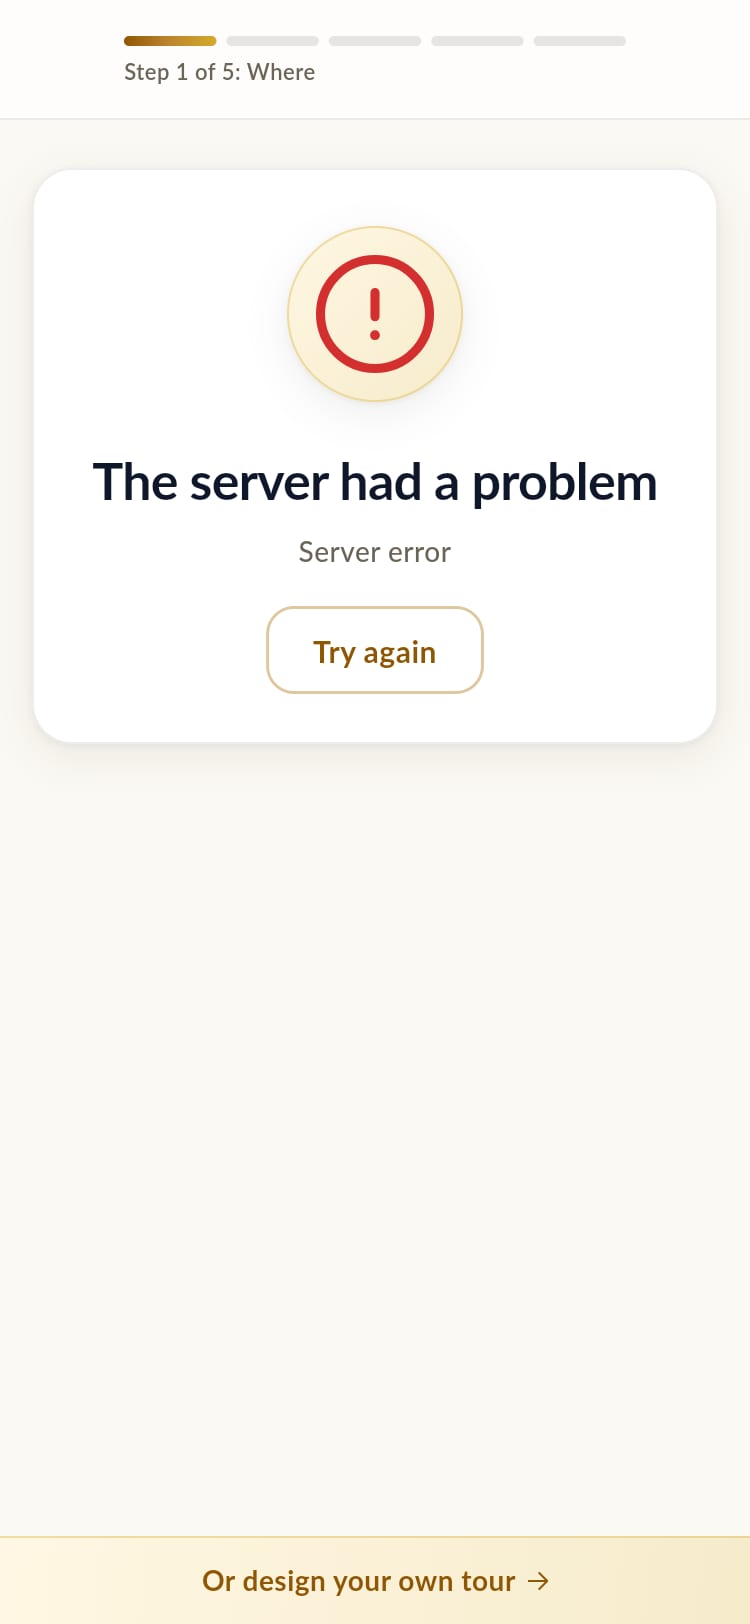 Step 1 of 5: Where
The server had a problem
Server error
Try again
Or design your own tour →